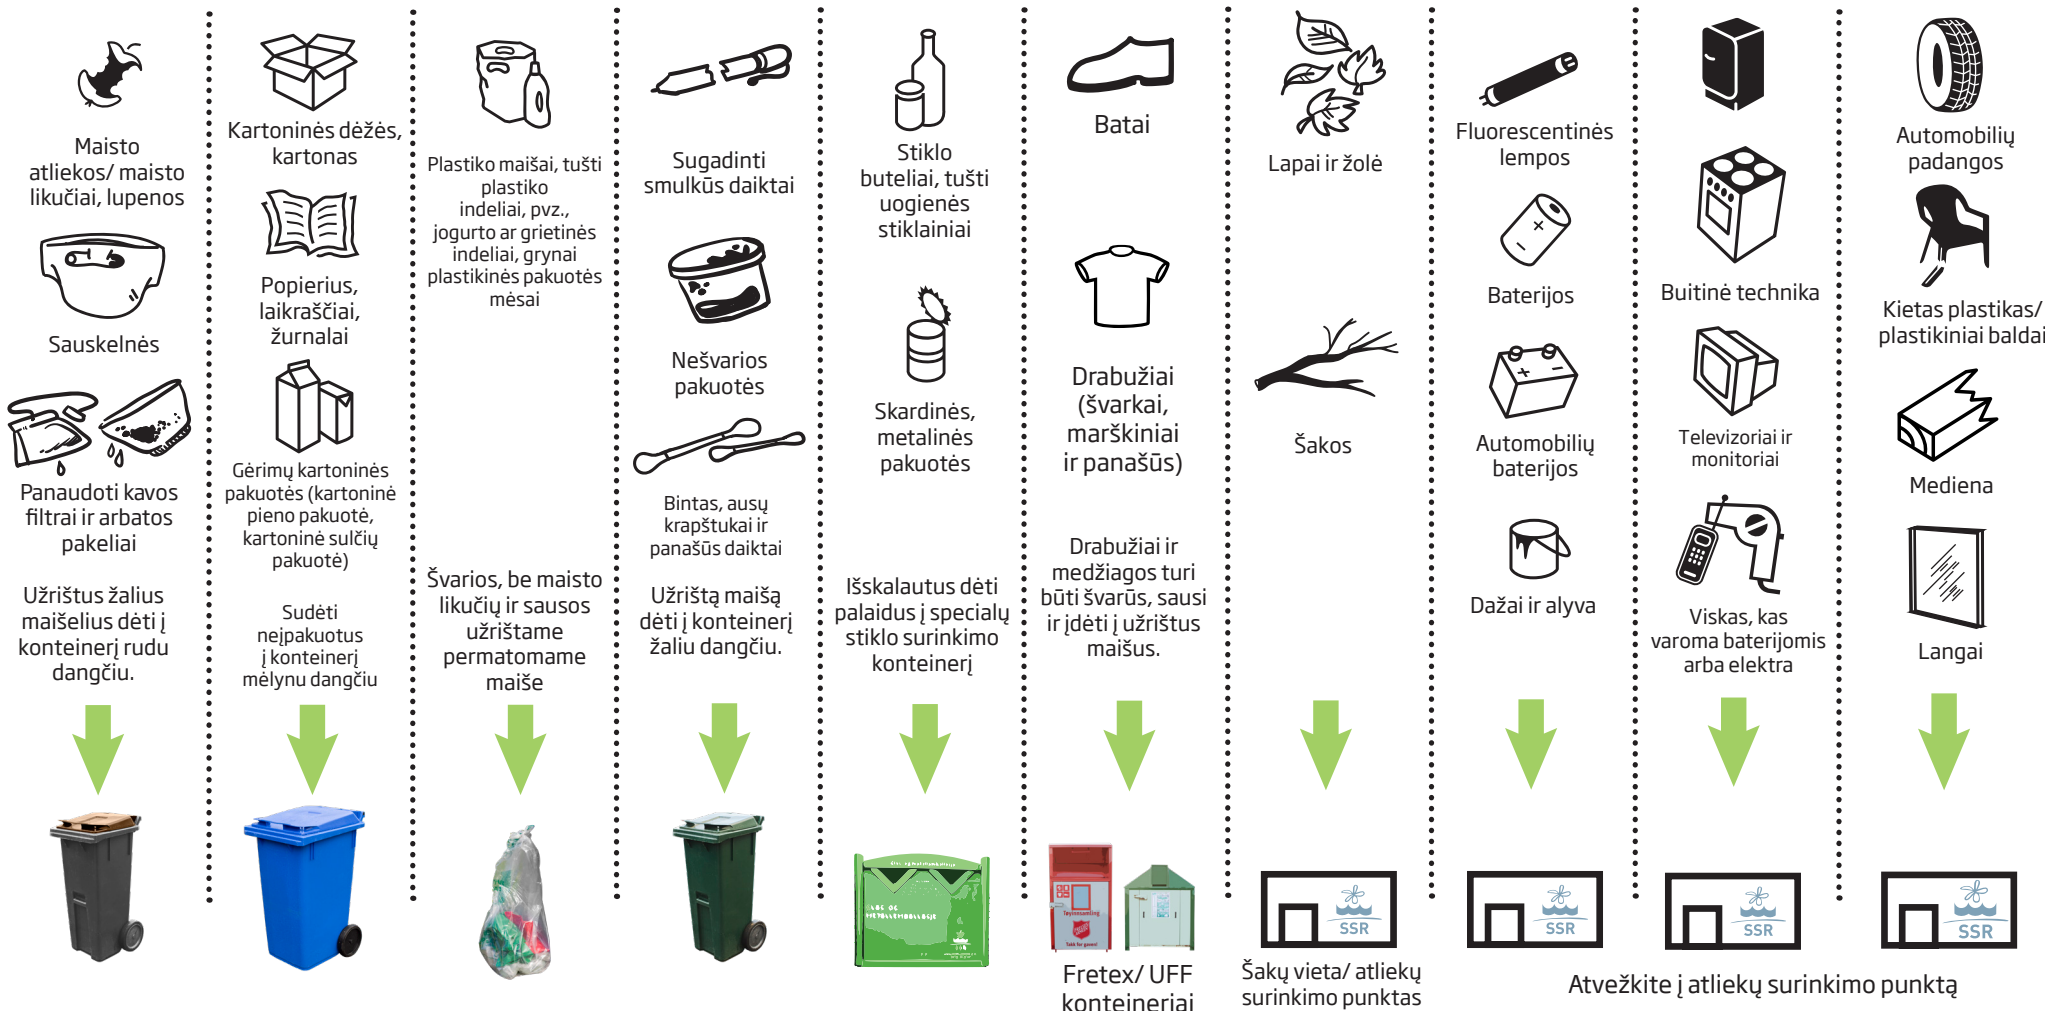 Maisto
atliekos/ maisto
likučiai, lupenos
Sauskelnės
Panaudoti kavos
filtrai ir arbatos
pakeliai
Užrištus žalius
maišelius dėti į
konteinerį rudu
dangčiu.
Kartoninės dėžės,
kartonas
Popierius,
laikraščiai,
žurnalai
Gėrimų kartoninės
pakuotės (kartoninė
pieno pakuotė,
kartoninė sulčių
pakuotė)
Sudėti
neįpakuotus
į konteinerį
mėlynu dangčiu
Plastiko maišai, tušti
plastiko
indeliai, pvz.,
jogurto ar grietinės
indeliai, grynai
plastikinės pakuotės
mėsai
Švarios, be maisto
likučių ir sausos
užrištame
permatomame
maiše
Sugadinti
smulkūs daiktai
Nešvarios
pakuotės
Bintas, ausų
krapštukai ir
panašūs daiktai
Užrištą maišą
dėti į konteinerį
žaliu dangčiu.
Stiklo
buteliai, tušti
uogienės
stiklainiai
Skardinės,
metalinės
pakuotės
Išskalautus dėti
palaidus į specialų
stiklo surinkimo
konteinerį
Batai
Drabužiai
(švarkai,
marškiniai
ir panašūs)
Drabužiai ir
medžiagos turi
būti švarūs, sausi
ir įdėti į užrištus
maišus.
Tøyinnsamling
Takk for gaven!
Fretex/ UFF
konteineriai
Lapai ir žolė
Šakos
SSR
Šakų vieta/ atliekų
surinkimo punktas
Fluorescentinės
lempos
Baterijos
Automobilių
baterijos
Dažai ir alyva
SSR
Buitinė technika
Televizoriai ir
monitoriai
Viskas, kas
varoma baterijomis
arba elektra
SSR
Automobilių
padangos
Kietas plastikas/
plastikiniai baldai
Mediena
Langai
SSR
Atvežkite į atliekų surinkimo punktą